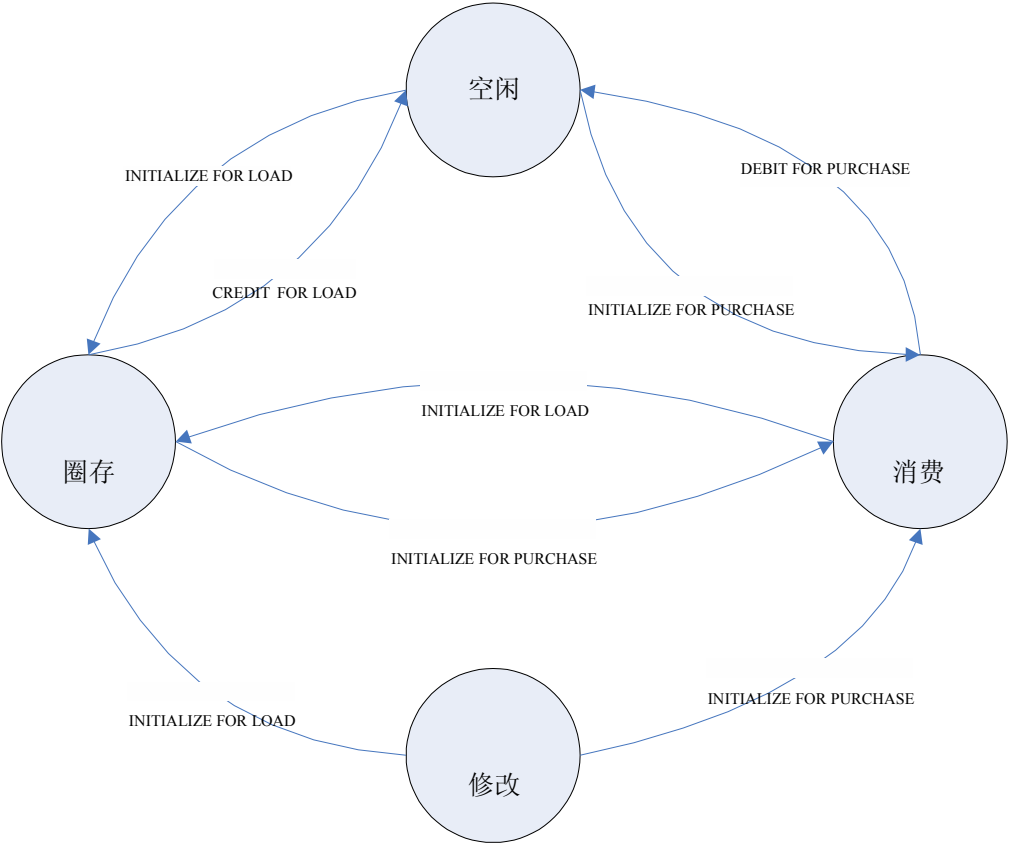 空闲
DEBIT FOR PURCHASE
INITIALIZE FOR LOAD
CREDIT FOR LOAD
INITIALIZE FOR PURCHASE
INITIALIZE FOR LOAD
圈存
消费
INITIALIZE FOR PURCHASE
INITIALIZE FOR PURCHASE
INITIALIZE FOR LOAD
修改